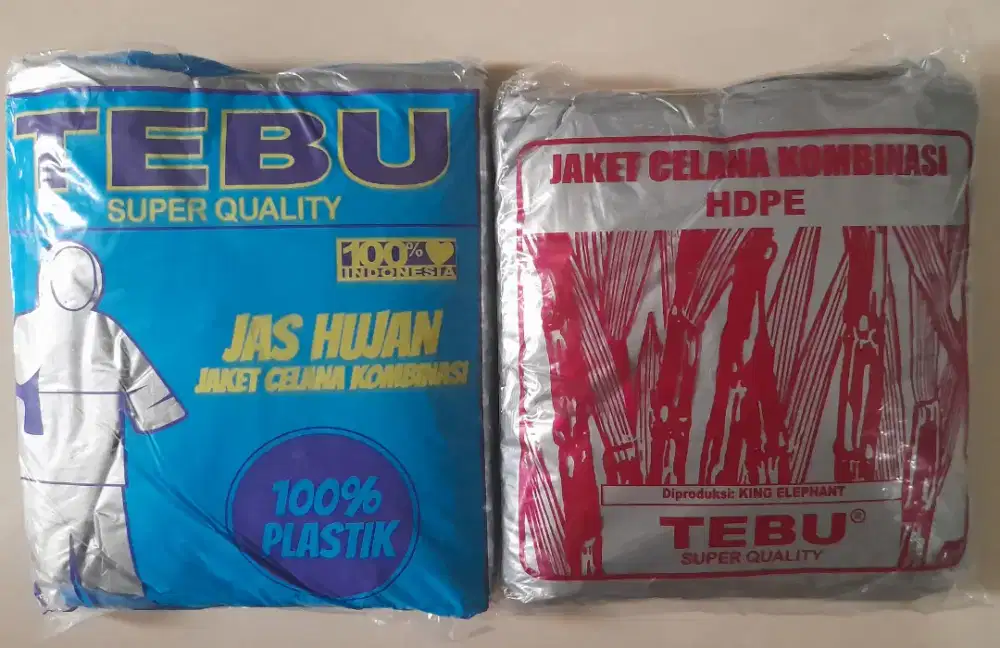 TEBU
SUPER QUALITY
100%
INDONESIA
JAS HUJAN
JAKET CELANA KOMBINASI
100%
PLASTIK
JAKET CELANA KOMBINASI
HDPE
Diproduksi: KING ELEPHANT
TEBU®
SUPER QUALITY